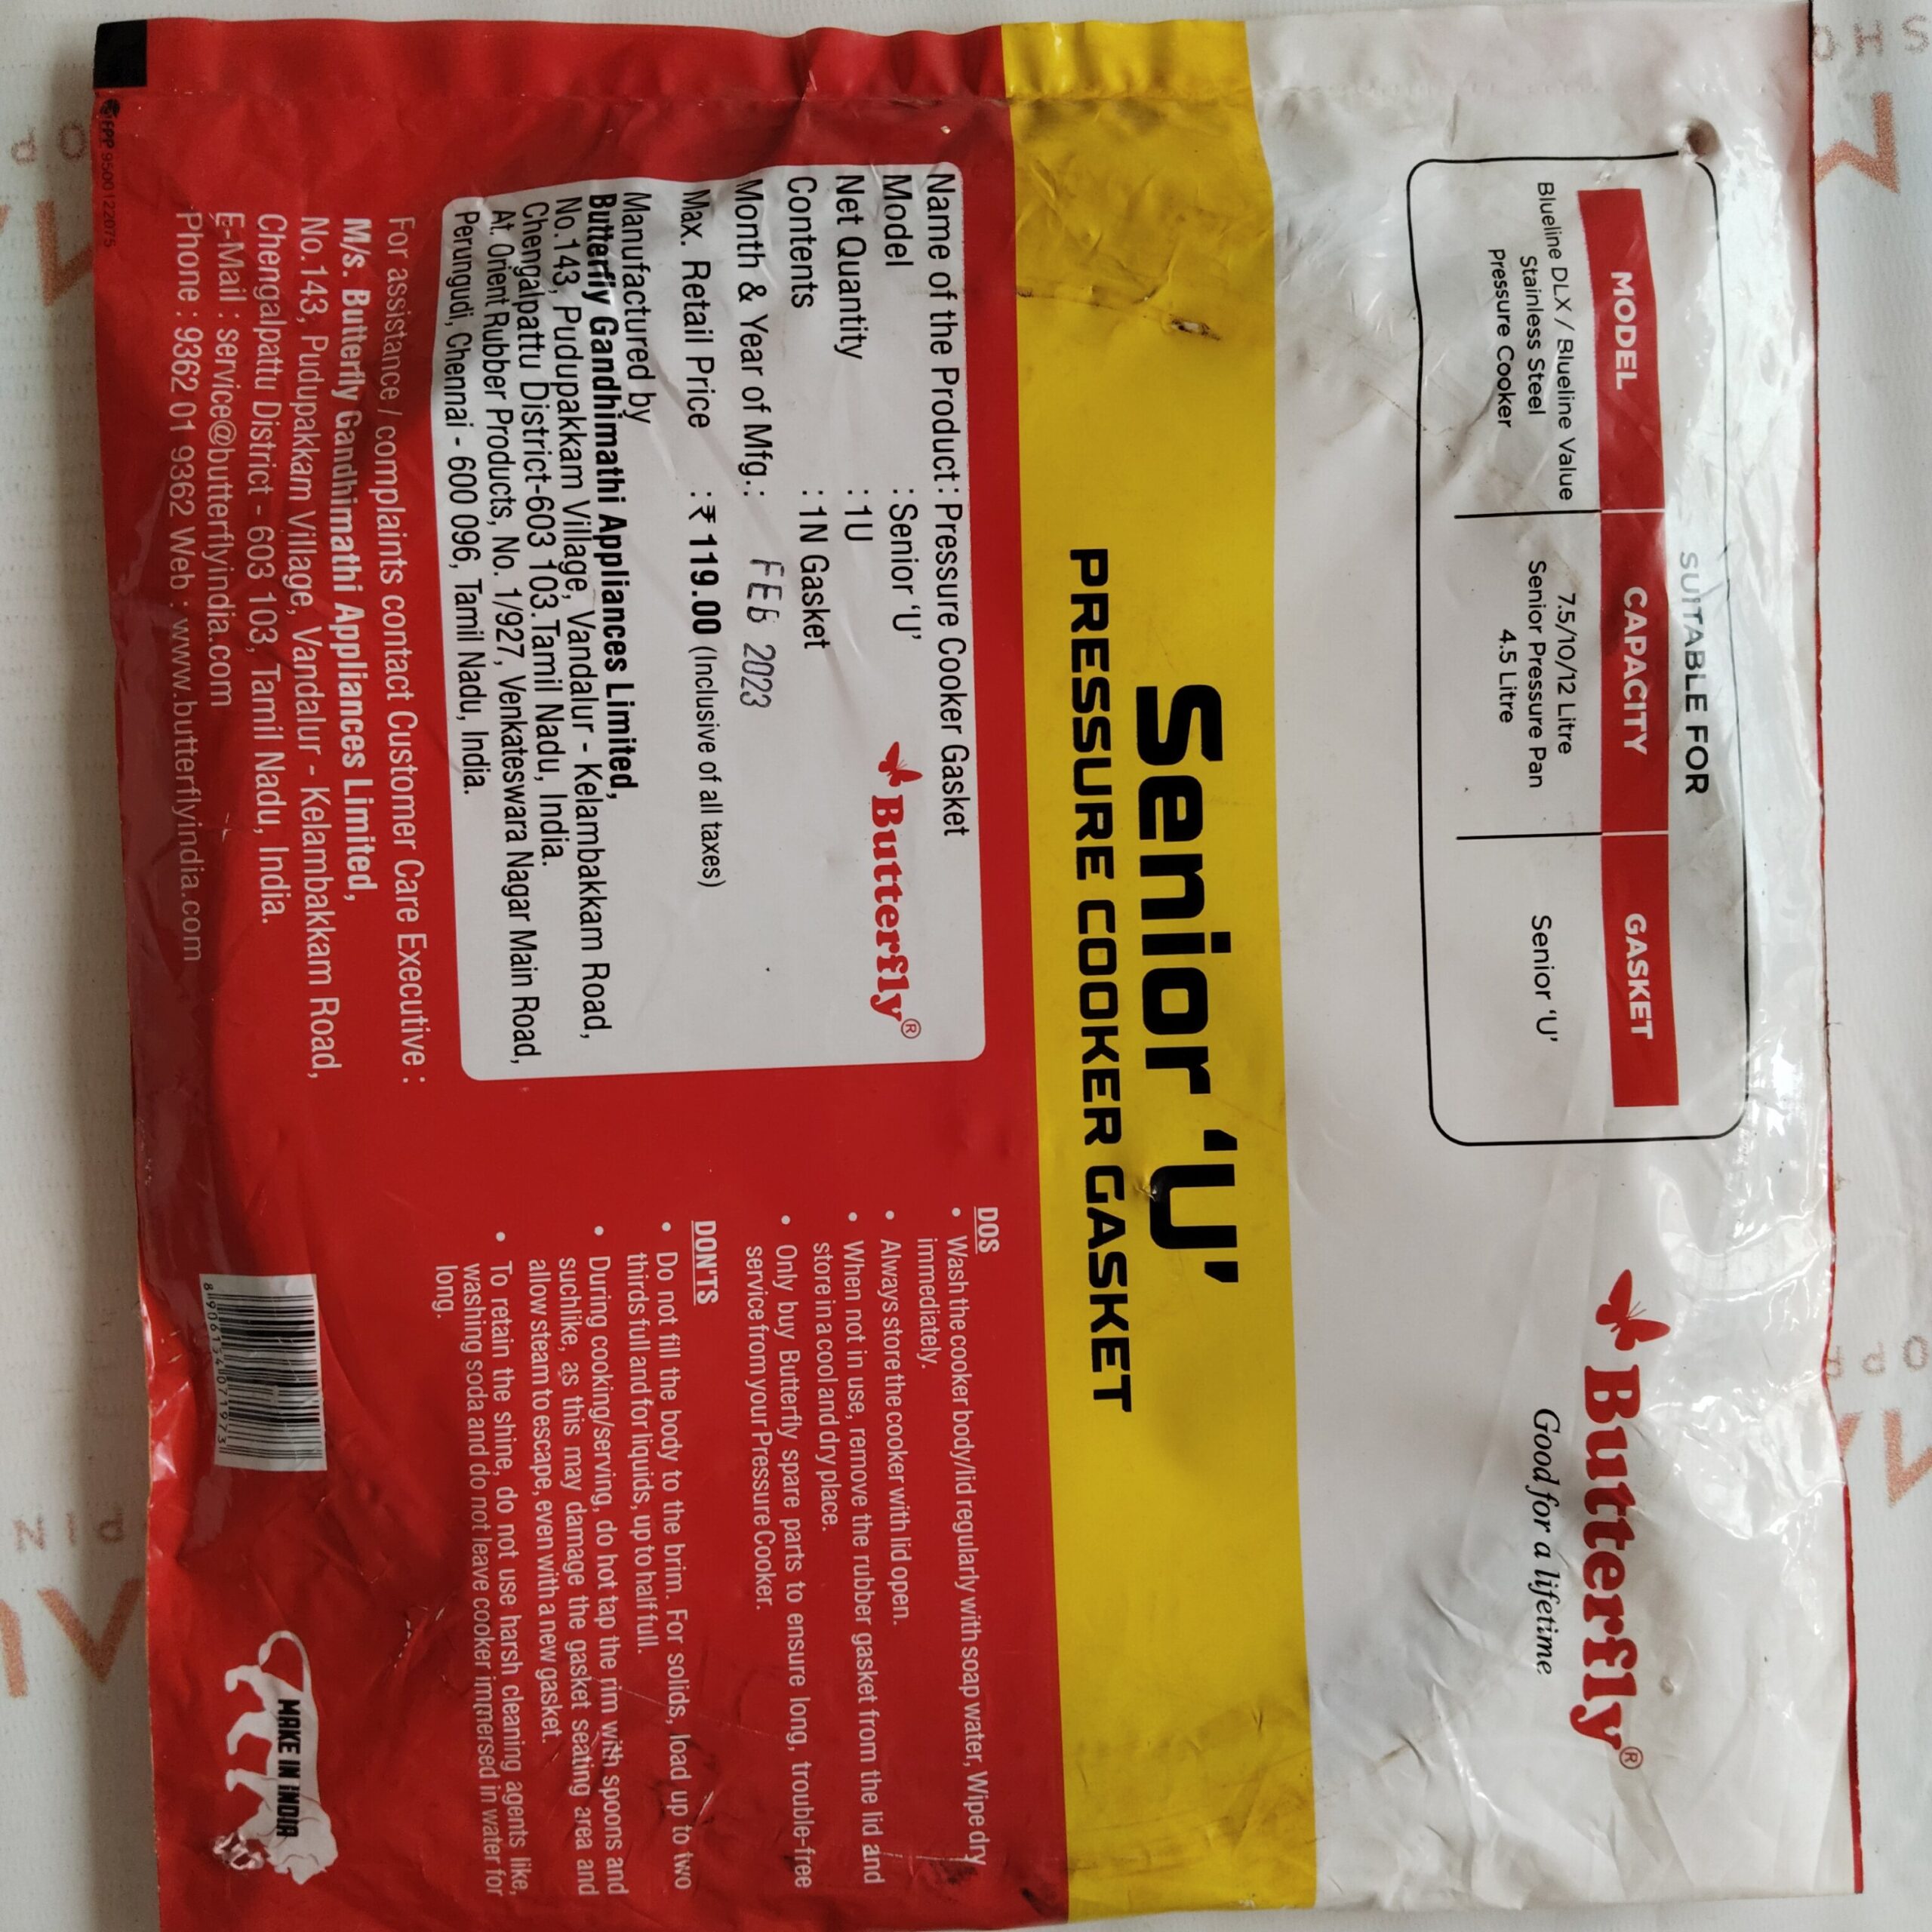 SUITABLE FOR
MODEL CAPACITY GASKET
Blueline DLX / Blueline Value
Stainless Steel
Pressure Cooker
7.5/10/12 Litre
Senior Pressure Pan
4.5 Litre
Senior 'U'
Butterfly®
Good for a lifetime
Senior 'U'
PRESSURE COOKER GASKET
Name of the Product : Pressure Cooker Gasket
Model : Senior 'U'
Net Quantity : 1U
Contents : 1N Gasket
Month & Year of Mfg.: FEB 2023
Max. Retail Price : ₹ 119.00 (Inclusive of all taxes)
Butterfly®
Manufactured by
Butterfly Gandhimathi Appliances Limited,
No.143, Pudupakkam Village, Vandalur - Kelambakkam Road,
Chengalpattu District-603 103.Tamil Nadu, India.
At. Orient Rubber Products, No. 1/927, Venkateswara Nagar Main Road,
Perungudi, Chennai - 600 096, Tamil Nadu, India.
For assistance / complaints contact Customer Care Executive :
M/s. Butterfly Gandhimathi Appliances Limited,
No.143, Pudupakkam Village, Vandalur - Kelambakkam Road,
Chengalpattu District - 603 103, Tamil Nadu, India.
E-Mail : service@butterflyindia.com
Phone : 9362 01 9362 Web : www.butterflyindia.com
FPP 9500122075
DOS
• Wash the cooker body/lid regularly with soap water, Wipe dry
immediately.
• Always store the cooker with lid open.
• When not in use, remove the rubber gasket from the lid and
store in a cool and dry place.
• Only buy Butterfly spare parts to ensure long, trouble-free
service from your Pressure Cooker.
DON'TS
• Do not fill the body to the brim. For solids, load up to two
thirds full and for liquids, up to half full.
• During cooking/serving, do hot tap the rim with spoons and
suchlike, as this may damage the gasket seating area and
allow steam to escape, even with a new gasket.
• To retain the shine, do not use harsh cleaning agents like,
washing soda and do not leave cooker immersed in water for
long.
8 906134 071973
MAKE IN INDIA